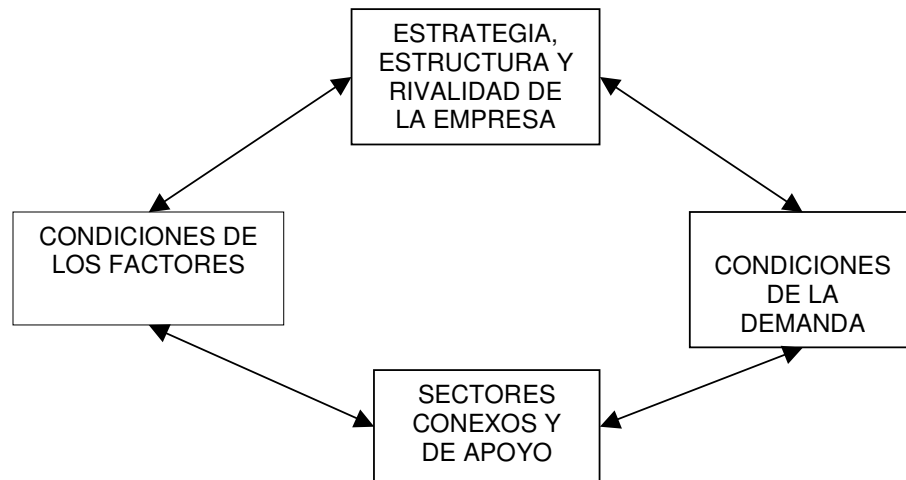 ESTRATEGIA,
ESTRUCTURA Y
RIVALIDAD DE
LA EMPRESA
CONDICIONES DE
LOS FACTORES
CONDICIONES
DE LA
DEMANDA
SECTORES
CONEXOS Y
DE APOYO